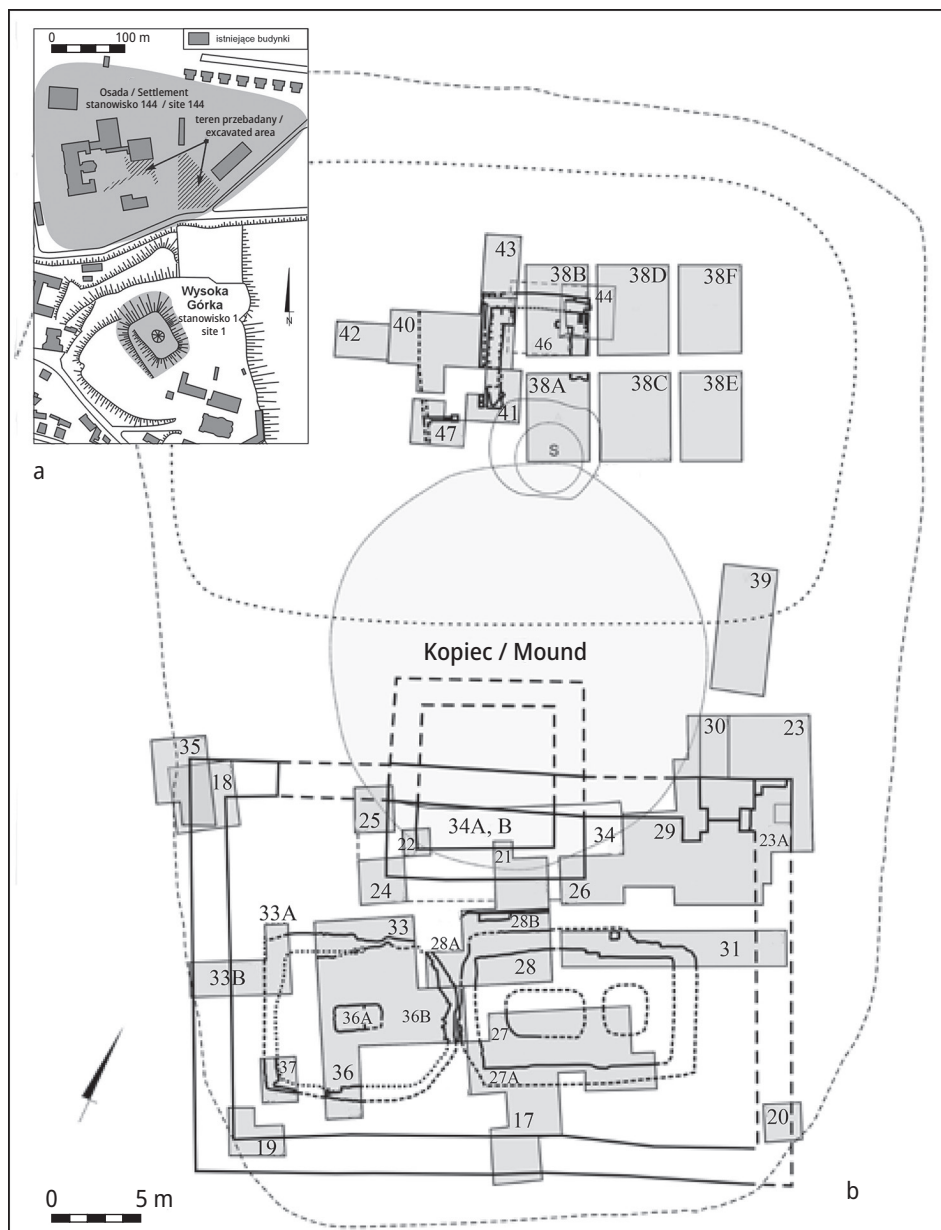 0 100 m
istniejące budynki
Osada / Settlement
stanowisko 144 / site 144
teren przebadany /
excavated area
Wysoka
Górka
stanowisko 1
site 1
N
a
43
38B
38D
38F
44
42
40
46
38A
38C
38E
41
47
S
39
Kopiec / Mound
35
30
23
18
25
34A, B
34
29
22
23A
21
24
26
33A
33
28B
28A
31
33B
28
36A
36B
27
37
36
27A
17
20
19
0 5 m
b